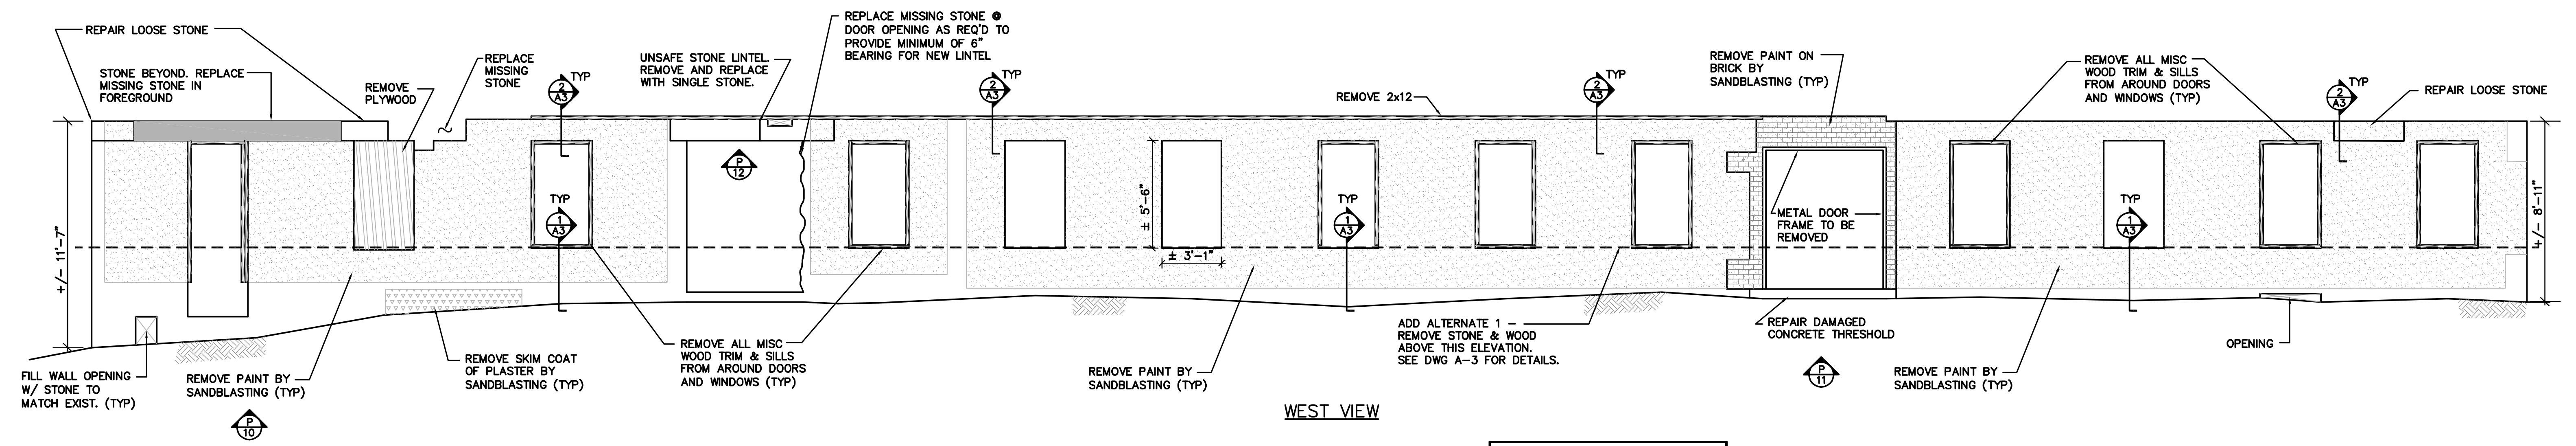 REPAIR LOOSE STONE
STONE BEYOND. REPLACE
MISSING STONE IN
FOREGROUND
REMOVE
PLYWOOD
REPLACE
MISSING
STONE
2
A3
TYP
UNSAFE STONE LINTEL.
REMOVE AND REPLACE
WITH SINGLE STONE.
REPLACE MISSING STONE @
DOOR OPENING AS REQ'D TO
PROVIDE MINIMUM OF 6"
BEARING FOR NEW LINTEL
2
A3
TYP
REMOVE 2x12
2
A3
TYP
REMOVE PAINT ON
BRICK BY
SANDBLASTING (TYP)
REMOVE ALL MISC
WOOD TRIM & SILLS
FROM AROUND DOORS
AND WINDOWS (TYP)
2
A3
TYP
REPAIR LOOSE STONE
+/- 11'-7"
TYP
1
A3
P
12
± 5'-6"
± 3'-1"
TYP
1
A3
METAL DOOR
FRAME TO BE
REMOVED
TYP
1
A3
+/- 8'-11"
FILL WALL OPENING
W/ STONE TO
MATCH EXIST. (TYP)
REMOVE PAINT BY
SANDBLASTING (TYP)
P
10
REMOVE SKIM COAT
OF PLASTER BY
SANDBLASTING (TYP)
REMOVE ALL MISC
WOOD TRIM & SILLS
FROM AROUND DOORS
AND WINDOWS (TYP)
REMOVE PAINT BY
SANDBLASTING (TYP)
ADD ALTERNATE 1 -
REMOVE STONE & WOOD
ABOVE THIS ELEVATION.
SEE DWG A-3 FOR DETAILS.
REPAIR DAMAGED
CONCRETE THRESHOLD
P
11
REMOVE PAINT BY
SANDBLASTING (TYP)
OPENING
WEST VIEW